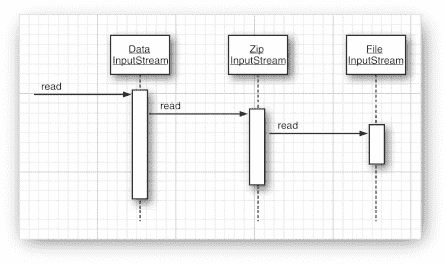 Data
InputStream
Zip
InputStream
File
InputStream
read
read
read